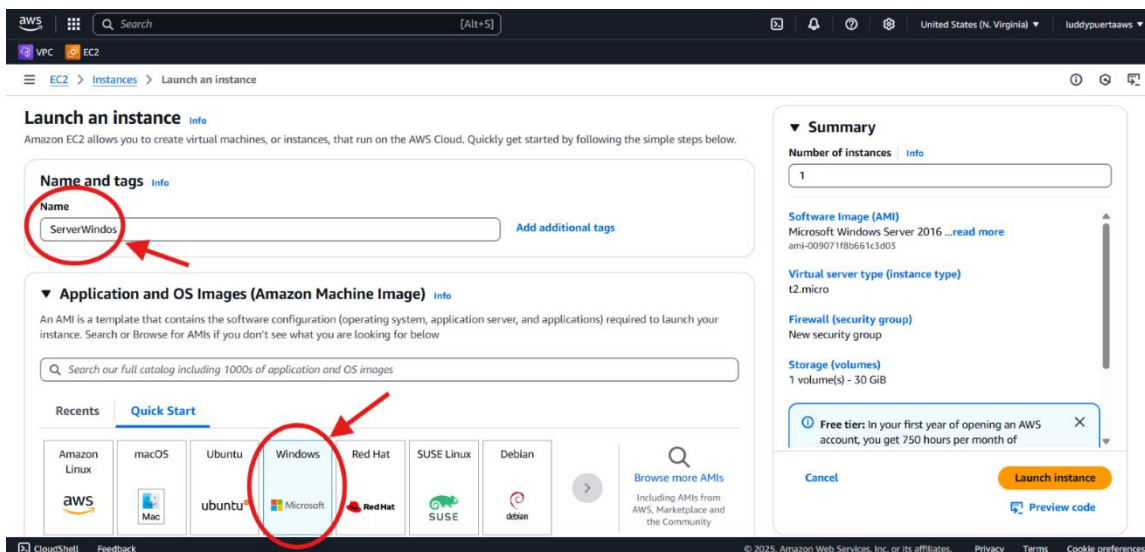 aws
Search [Alt+S]
United States (N. Virginia) ▼
luddypuertaaws ▼
VPC
EC2
EC2 > Instances > Launch an instance
Launch an instance Info
Amazon EC2 allows you to create virtual machines, or instances, that run on the AWS Cloud. Quickly get started by following the simple steps below.
Name and tags Info
Name
ServerWindos
Add additional tags
▼ Application and OS Images (Amazon Machine Image) Info
An AMI is a template that contains the software configuration (operating system, application server, and applications) required to launch your
instance. Search or Browse for AMIs if you don't see what you are looking for below
Search our full catalog including 1000s of application and OS images
Recents
Quick Start
Amazon
Linux
aws
macOS
Mac
Ubuntu
ubuntu
Windows
Microsoft
Red Hat
Red Hat
SUSE Linux
SUSE
Debian
debian
Browse more AMIs
Including AMIs from
AWS, Marketplace and
the Community
▼ Summary
Number of instances Info
1
Software Image (AMI)
Microsoft Windows Server 2016 ...read more
ami-009071f8b661c3d03
Virtual server type (instance type)
t2.micro
Firewall (security group)
New security group
Storage (volumes)
1 volume(s) - 30 GiB
Free tier: In your first year of opening an AWS
account, you get 750 hours per month of
Cancel
Launch instance
Preview code
CloudShell Feedback
© 2025, Amazon Web Services, Inc. or its affiliates. Privacy Terms Cookie preferences